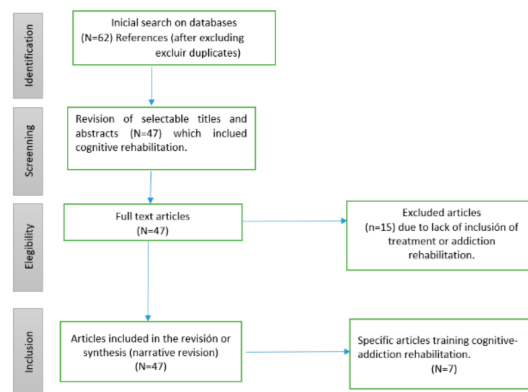 Identification
Inicial search on databases
(N=62) References (after excluding
excluir duplicates)
Screenning
Revision of selectable titles and
abstracts (N=47) which inclued
cognitive rehabilitation.
Elegibility
Full text articles
(N=47)
Excluded articles
(n=15) due to lack of inclusión of
treatment or addiction
rehabilitation.
Inclusion
Articles included in the revisión or
synthesis (narrative revision)
(N=47)
Specific articles training cognitive-
addiction rehabilitation.
(N=7)